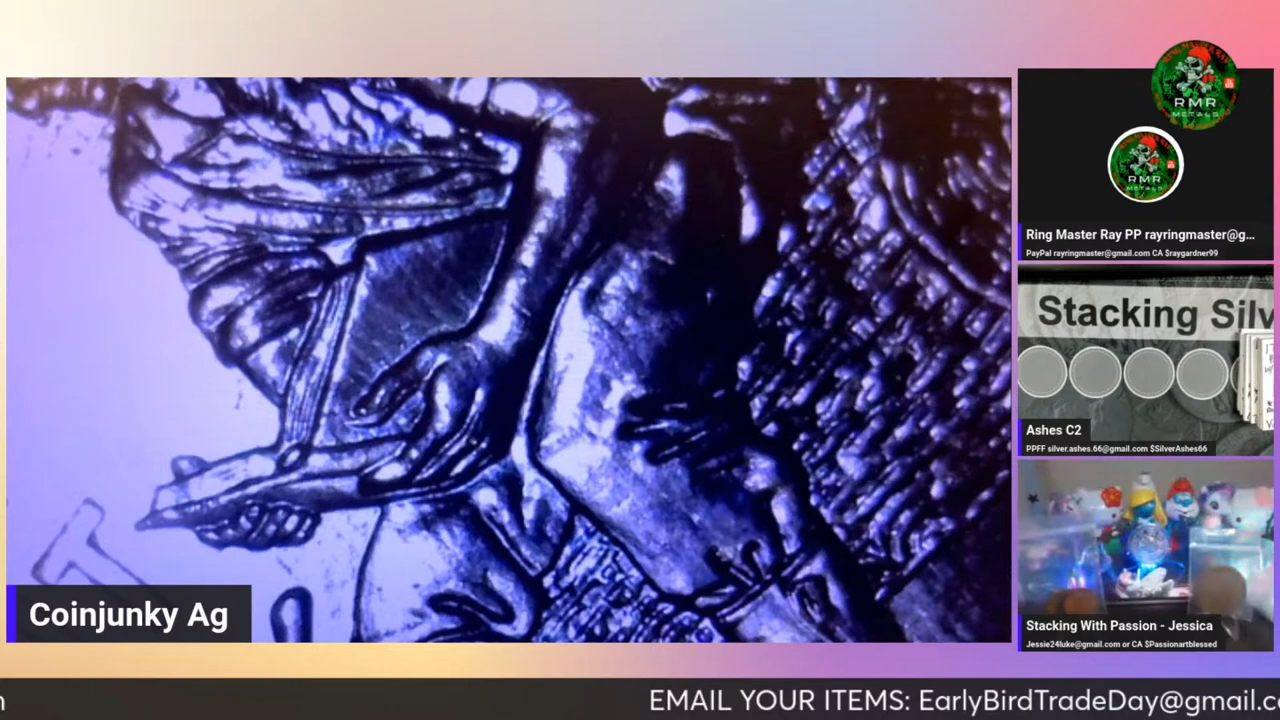 RMR
METALS
RMR
METALS
Ring Master Ray PP rayringmaster@g...
PayPal rayringmaster@gmail.com CA $raygardner99
Stacking Silv
Ashes C2
PPFF silver.ashes.66@gmail.com $SilverAshes66
Coinjunky Ag
Stacking With Passion - Jessica
Jessie24luke@gmail.com or CA $Passionartblessed
EMAIL YOUR ITEMS: EarlyBirdTradeDay@gmail.c